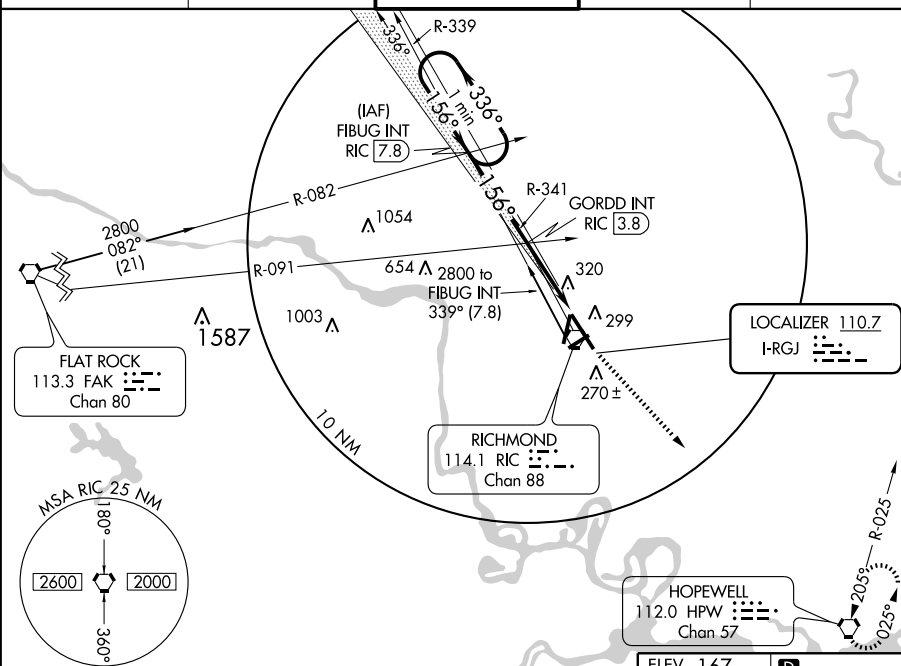 R-339
336°
336°
1 min
156°
(IAF)
FIBUG INT
RIC 7.8
156°
R-082
R-341
GORDD INT
RIC 3.8
1054
2800
082°
(21)
R-091
654
2800 to
FIBUG INT
339° (7.8)
320
1003
299
1587
LOCALIZER 110.7
I-RGJ
FLAT ROCK
113.3 FAK
Chan 80
270 ±
10 NM
RICHMOND
114.1 RIC
Chan 88
MSA RIC 25 NM
180°
2600
2000
360°
R-025
205°
025°
HOPEWELL
112.0 HPW
Chan 57
ELEV 167
D